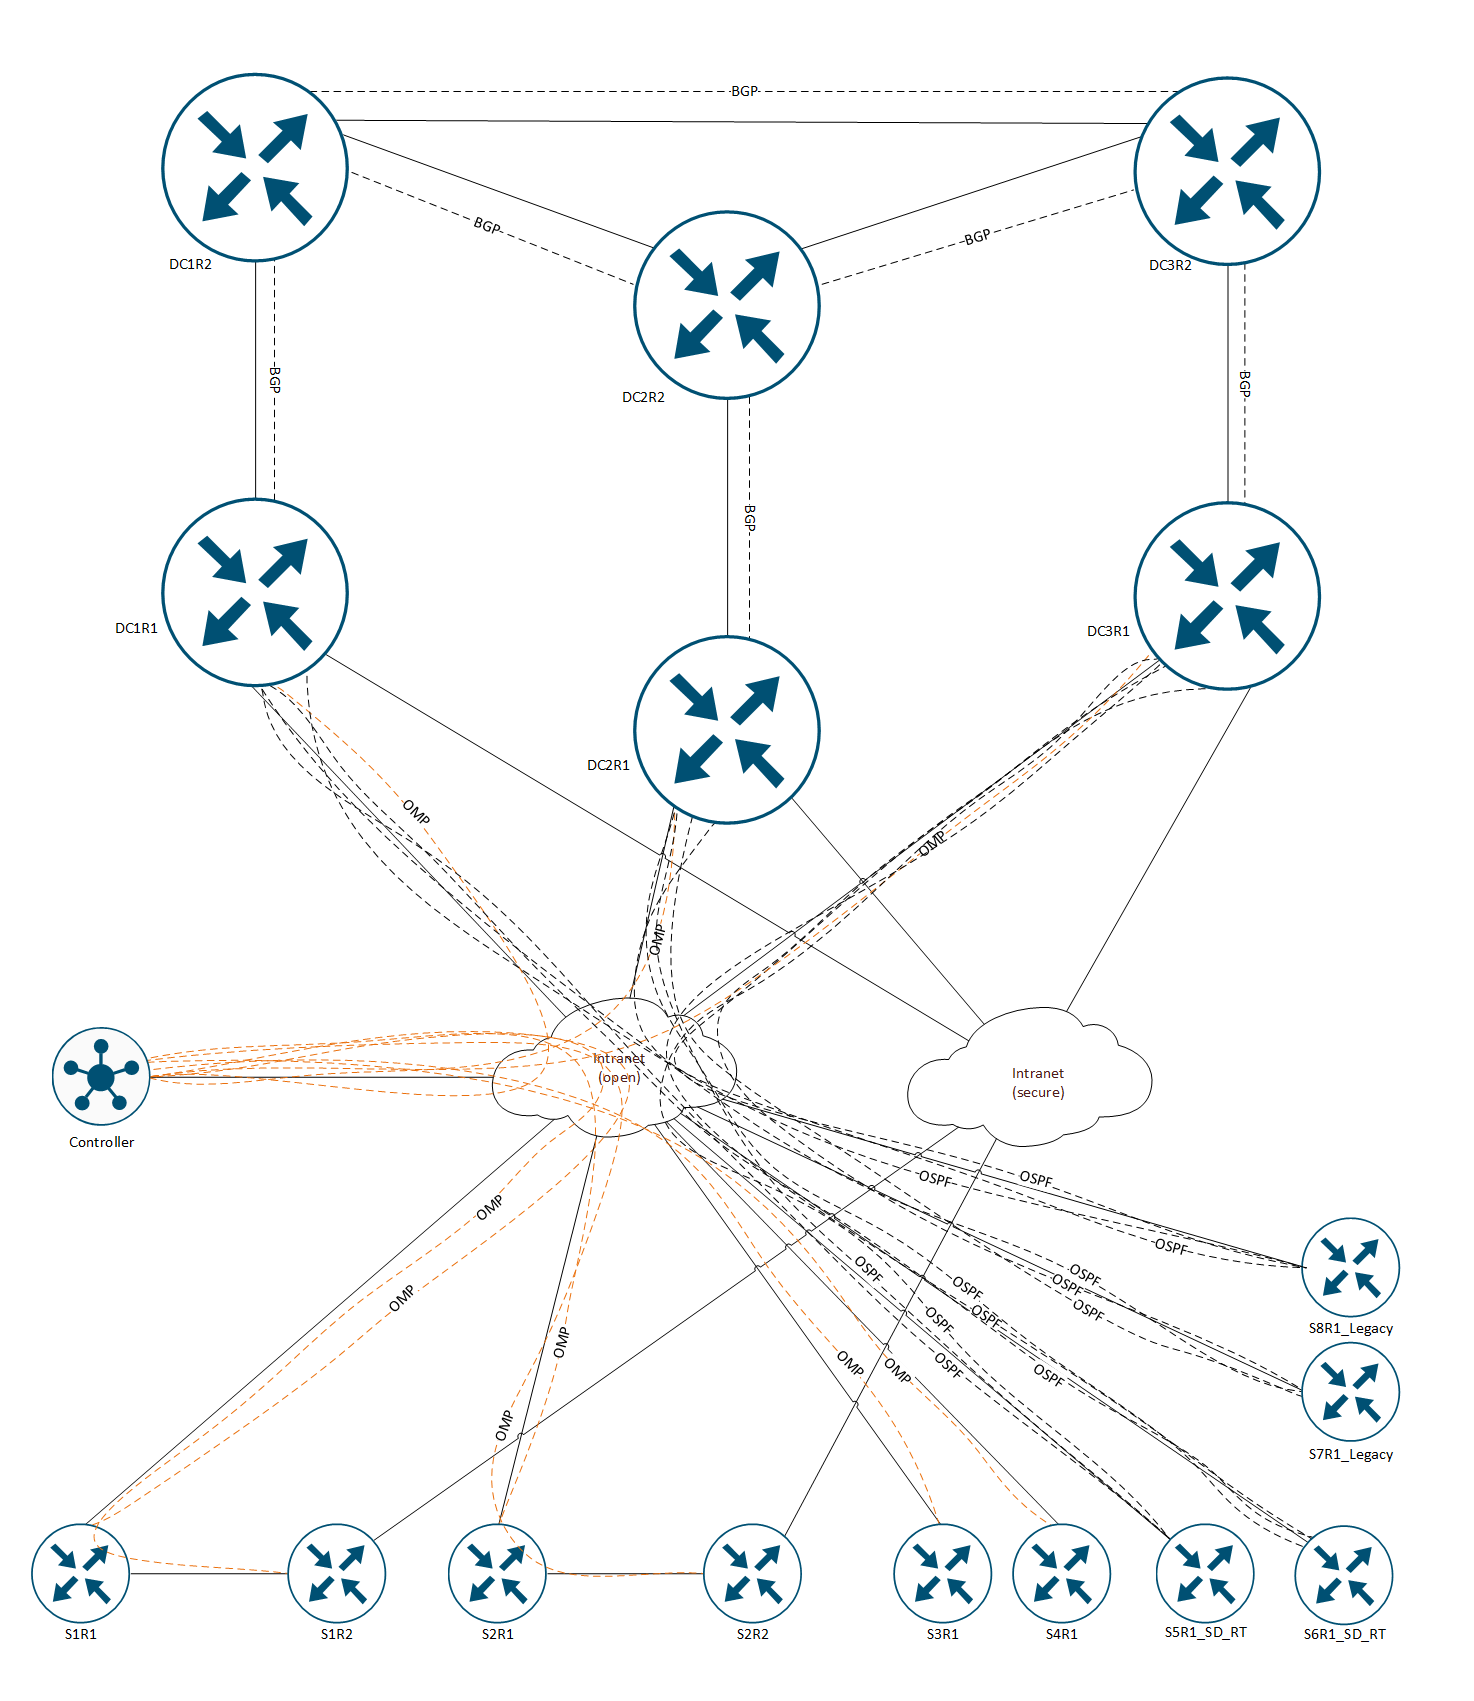 BGP
BGP
BGP
DC1R2
DC3R2
BGP
BGP
DC2R2
BGP
DC1R1
DC3R1
DC2R1
OMP
OMP
OMP
Intranet
(open)
Intranet
(secure)
Controller
OSPF
OSPF
OMP
OSPF
OSPF
OSPF
OSPF
OSPF
OMP
OSPF
OSPF
OSPF
S8R1_Legacy
OMP
OSPF
OMP
OMP
OSPF
OMP
S7R1_Legacy
S1R1
S1R2
S2R1
S2R2
S3R1
S4R1
S5R1_SD_RT
S6R1_SD_RT